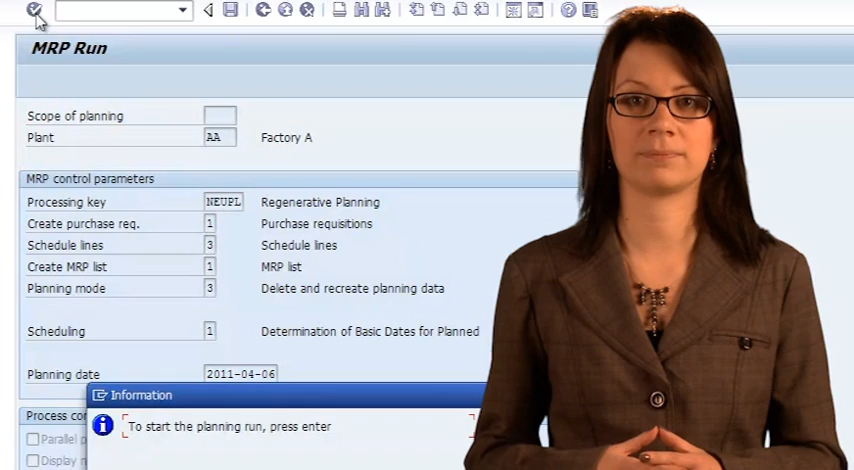 MRP Run
Scope of planning
Plant AA Factory A
MRP control parameters
Processing key NEUPL Regenerative Planning
Create purchase req. 1 Purchase requisitions
Schedule lines 3 Schedule lines
Create MRP list 1 MRP list
Planning mode 3 Delete and recreate planning data
Scheduling 1 Determination of Basic Dates for Planned
Planning date 2011-04-06
Information
To start the planning run, press enter
Process
Parallel
Display